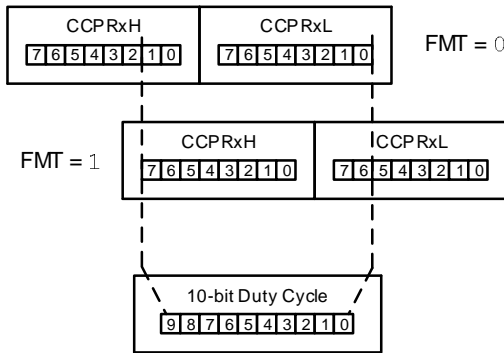 CCPRxH CCPRxL
7 6 5 4 3 2 1 0 7 6 5 4 3 2 1 0 FMT = 0
CCPRxH CCPRxL
FMT = 1 7 6 5 4 3 2 1 0 7 6 5 4 3 2 1 0
10-bit Duty Cycle
9 8 7 6 5 4 3 2 1 0